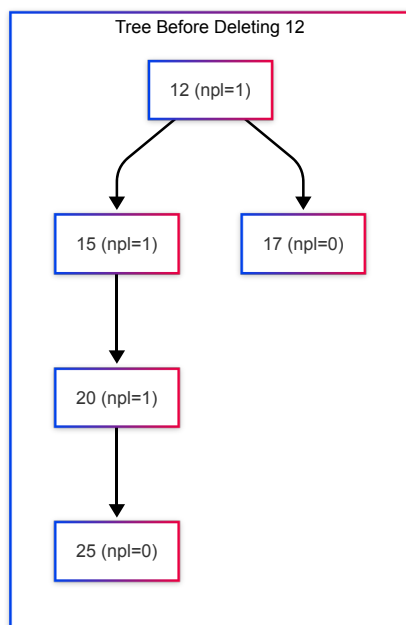 Tree Before Deleting 12
12 (npl=1)
15 (npl=1)
17 (npl=0)
20 (npl=1)
25 (npl=0)